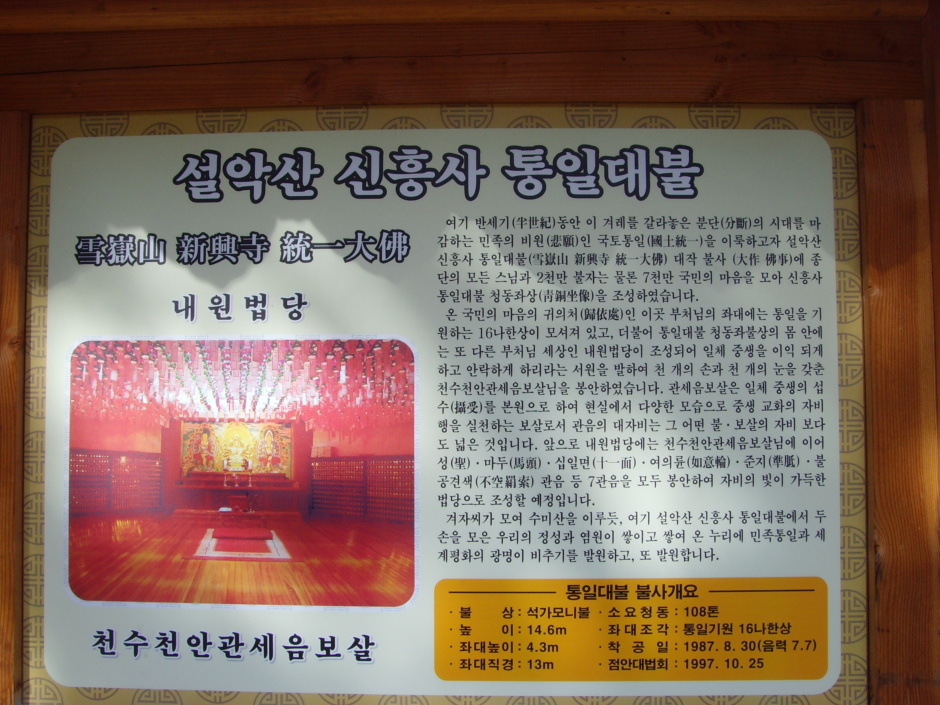 설악산 신흥사 통일대불
雪嶽山 新興寺 統一大佛
내원법당
천수천안관세음보살
여기 반세기(半世紀)동안 이 겨레를 갈라놓은 분단(分斷)의 시대를 마
감하는 민족의 비원(悲願)인 국토통일(國土統一)을 이룩하고자 설악산
신흥사 통일대불(雪嶽山 新興寺 統一大佛) 대작 불사 (大作 佛事)에 종
단의 모든 스님과 2천만 불자는 물론 7천만 국민의 마음을 모아 신흥사
통일대불 청동좌상(靑銅坐像)을 조성하였습니다.
온 국민의 마음의 귀의처(歸依處)인 이곳 부처님의 좌대에는 통일을 기
원하는 16나한상이 모셔져 있고, 더불어 통일대불 청동좌불상의 몸 안에
는 또 다른 부처님 세상인 내원법당이 조성되어 일체 중생을 이익 되게
하고 안락하게 하리라는 서원을 발하여 천 개의 손과 천 개의 눈을 갖춘
천수천안관세음보살님을 봉안하였습니다. 관세음보살은 일체 중생의 섭
수(攝受)를 본원으로 하여 현실에서 다양한 모습으로 중생 교화의 자비
행을 실천하는 보살로서 관음의 대자비는 그 어떤 불·보살의 자비 보다
도 넓은 것입니다. 앞으로 내원법당에는 천수천안관세음보살님에 이어
성(聖)·마두(馬頭)·십일면(十一面)·여의륜(如意輪)·준지(準胝)·불
공견색(不空羂索) 관음 등 7관음을 모두 봉안하여 자비의 빛이 가득한
법당으로 조성할 예정입니다.
겨자씨가 모여 수미산을 이루듯, 여기 설악산 신흥사 통일대불에서 두
손을 모은 우리의 정성과 염원이 쌓이고 쌓여 온 누리에 민족통일과 세
계평화의 광명이 비추기를 발원하고, 또 발원합니다.
통일대불 불사개요
· 불 상 : 석가모니불 · 소요청동 : 108톤
· 높 이 : 14.6m · 좌대조각 : 통일기원 16나한상
· 좌대높이 : 4.3m · 착 공 일 : 1987. 8. 30(음력 7.7)
· 좌대직경 : 13m · 점안대법회 : 1997. 10. 25